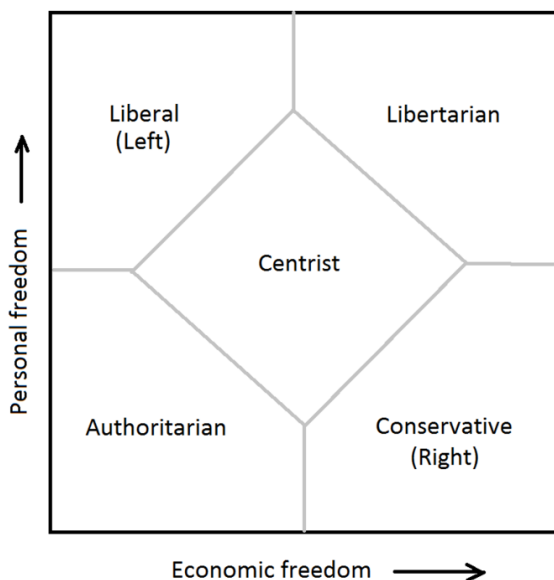 Liberal
(Left)
Libertarian
Personal freedom
Centrist
Authoritarian
Conservative
(Right)
Economic freedom